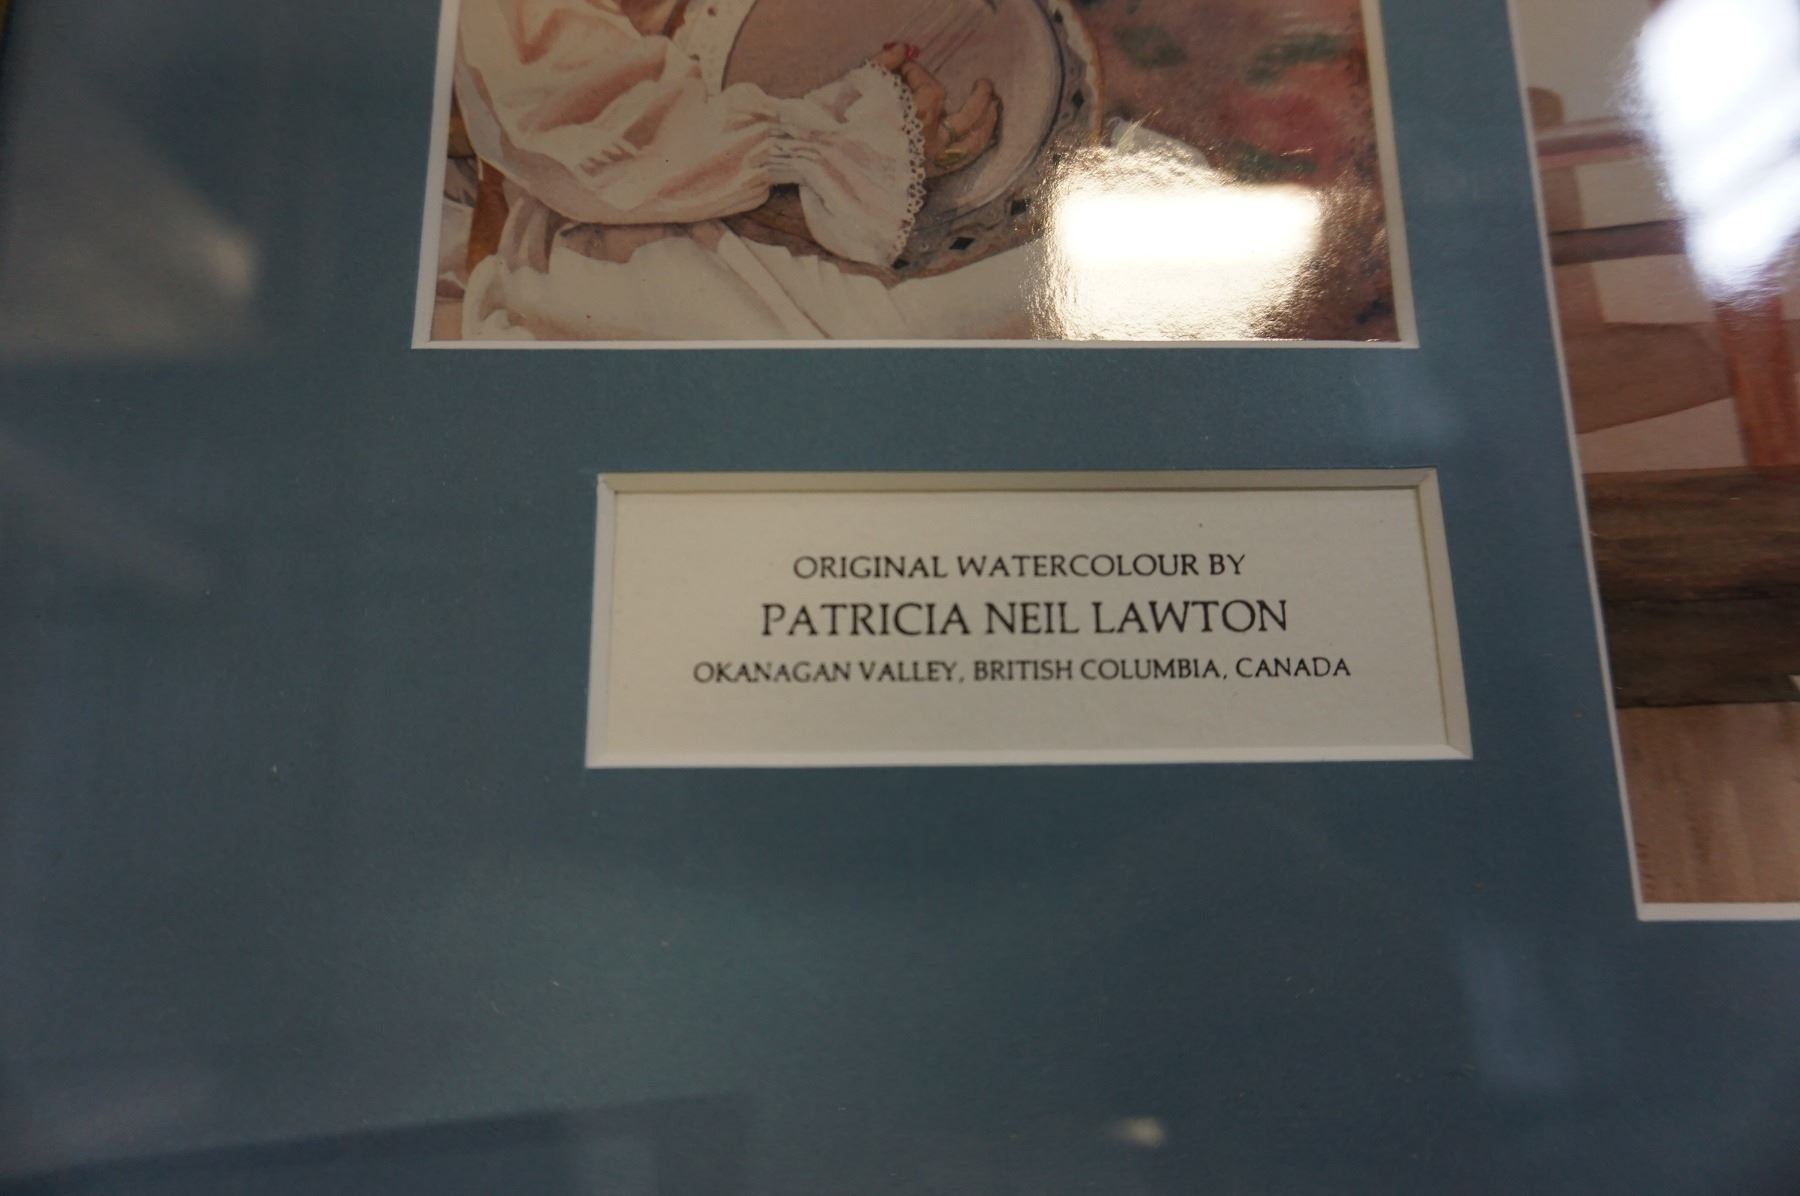 ORIGINAL WATERCOLOUR BY
PATRICIA NEIL LAWTON
OKANAGAN VALLEY, BRITISH COLUMBIA, CANADA